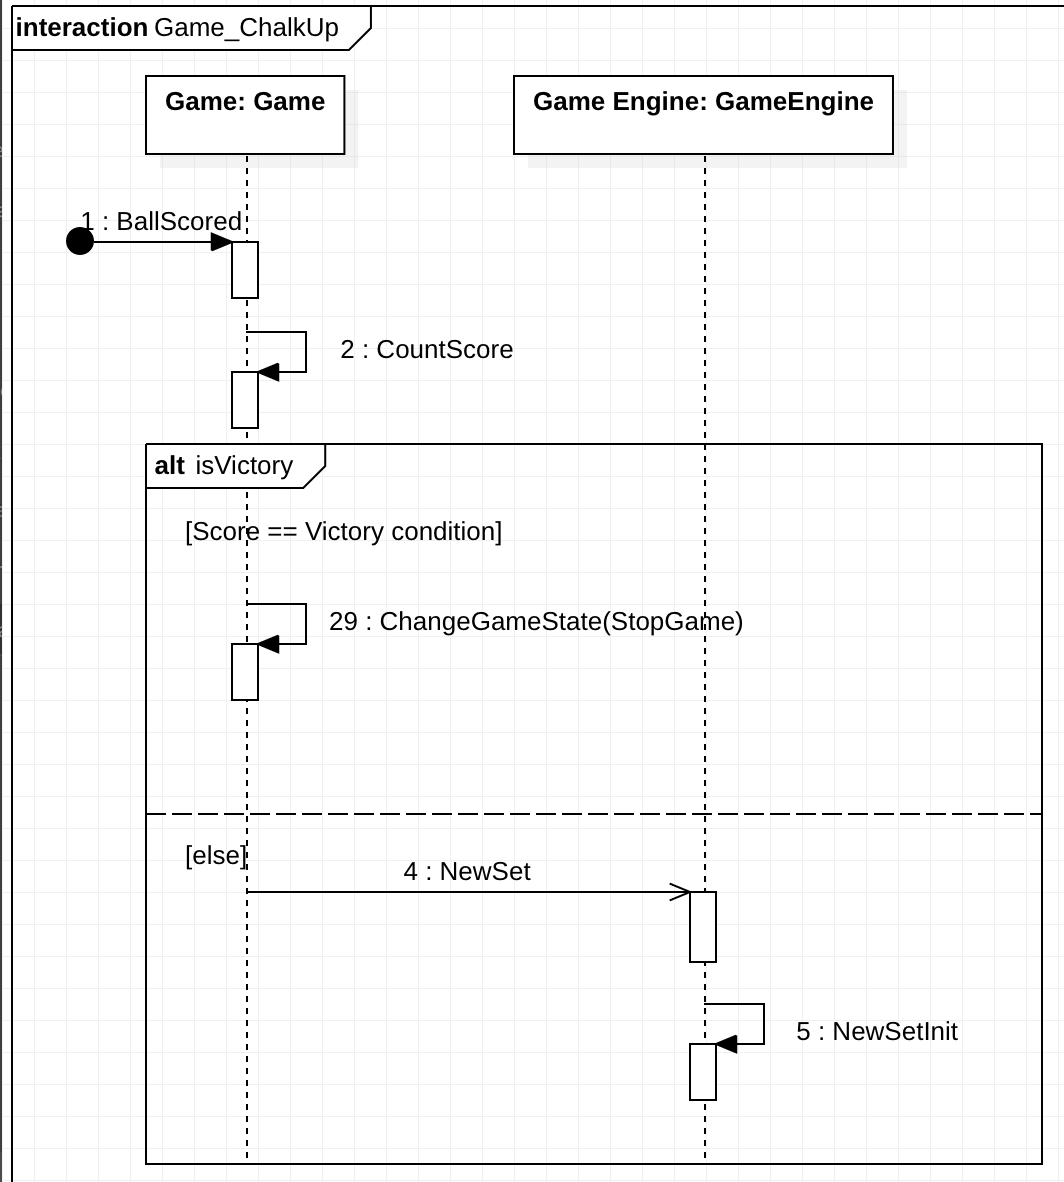 interaction Game_ChalkUp
Game: Game
Game Engine: GameEngine
1 : BallScored
2 : CountScore
alt isVictory
[Score == Victory condition]
29 : ChangeGameState(StopGame)
[else]
4 : NewSet
5 : NewSetInit